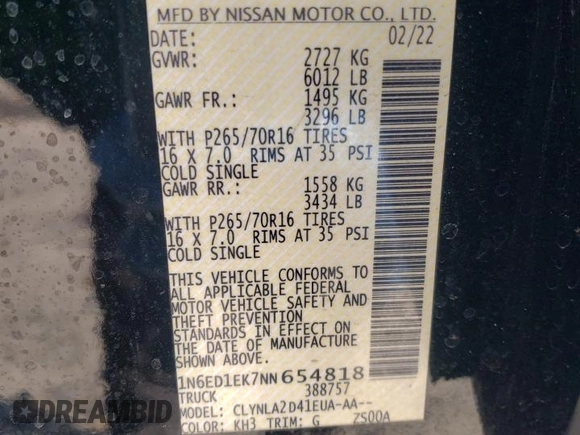 MFD BY NISSAN MOTOR CO., LTD.
DATE: 02/22
GVWR: 2727 KG
6012 LB
GAWR FR.: 1495 KG
3296 LB
WITH P265/70R16 TIRES
16 X 7.0 RIMS AT 35 PSI
COLD SINGLE
GAWR RR.: 1558 KG
3434 LB
WITH P265/70R16 TIRES
16 X 7.0 RIMS AT 35 PSI
COLD SINGLE
THIS VEHICLE CONFORMS TO
ALL APPLICABLE FEDERAL
MOTOR VEHICLE SAFETY AND
THEFT PREVENTION
STANDARDS IN EFFECT ON
THE DATE OF MANUFACTURE
SHOWN ABOVE.
1N6ED1EK7NN654818
TRUCK 388757
MODEL: CLYNLA2D41EUA-AA--
COLOR: KH3 TRIM: G ZS00A
© BIDAMBID